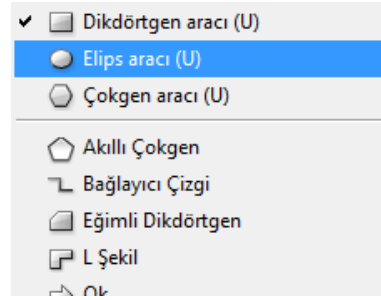 Dikdörtgen aracı (U)
Elips aracı (U)
Çokgen aracı (U)
Akıllı Çokgen
Bağlayıcı Çizgi
Eğimli Dikdörtgen
L Şekil
Ok